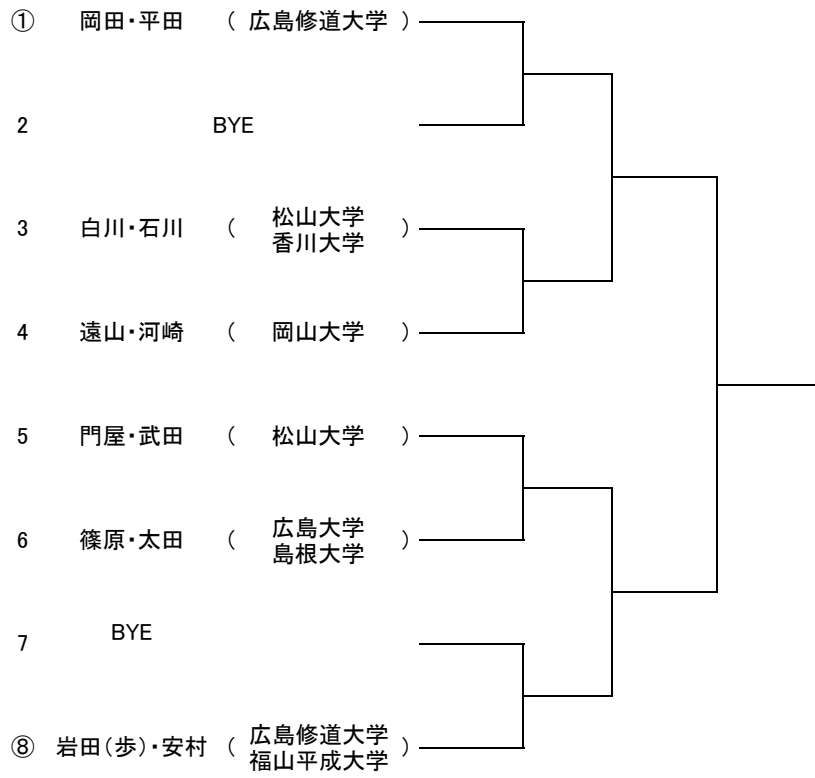 ① 岡田・平田 ( 広島修道大学 )
2 BYE
3 白川・石川 ( 松山大学
香川大学 )
4 遠山・河崎 ( 岡山大学 )
5 門屋・武田 ( 松山大学 )
6 篠原・太田 ( 広島大学
島根大学 )
7 BYE
⑧ 岩田(歩)・安村 ( 広島修道大学
福山平成大学 )